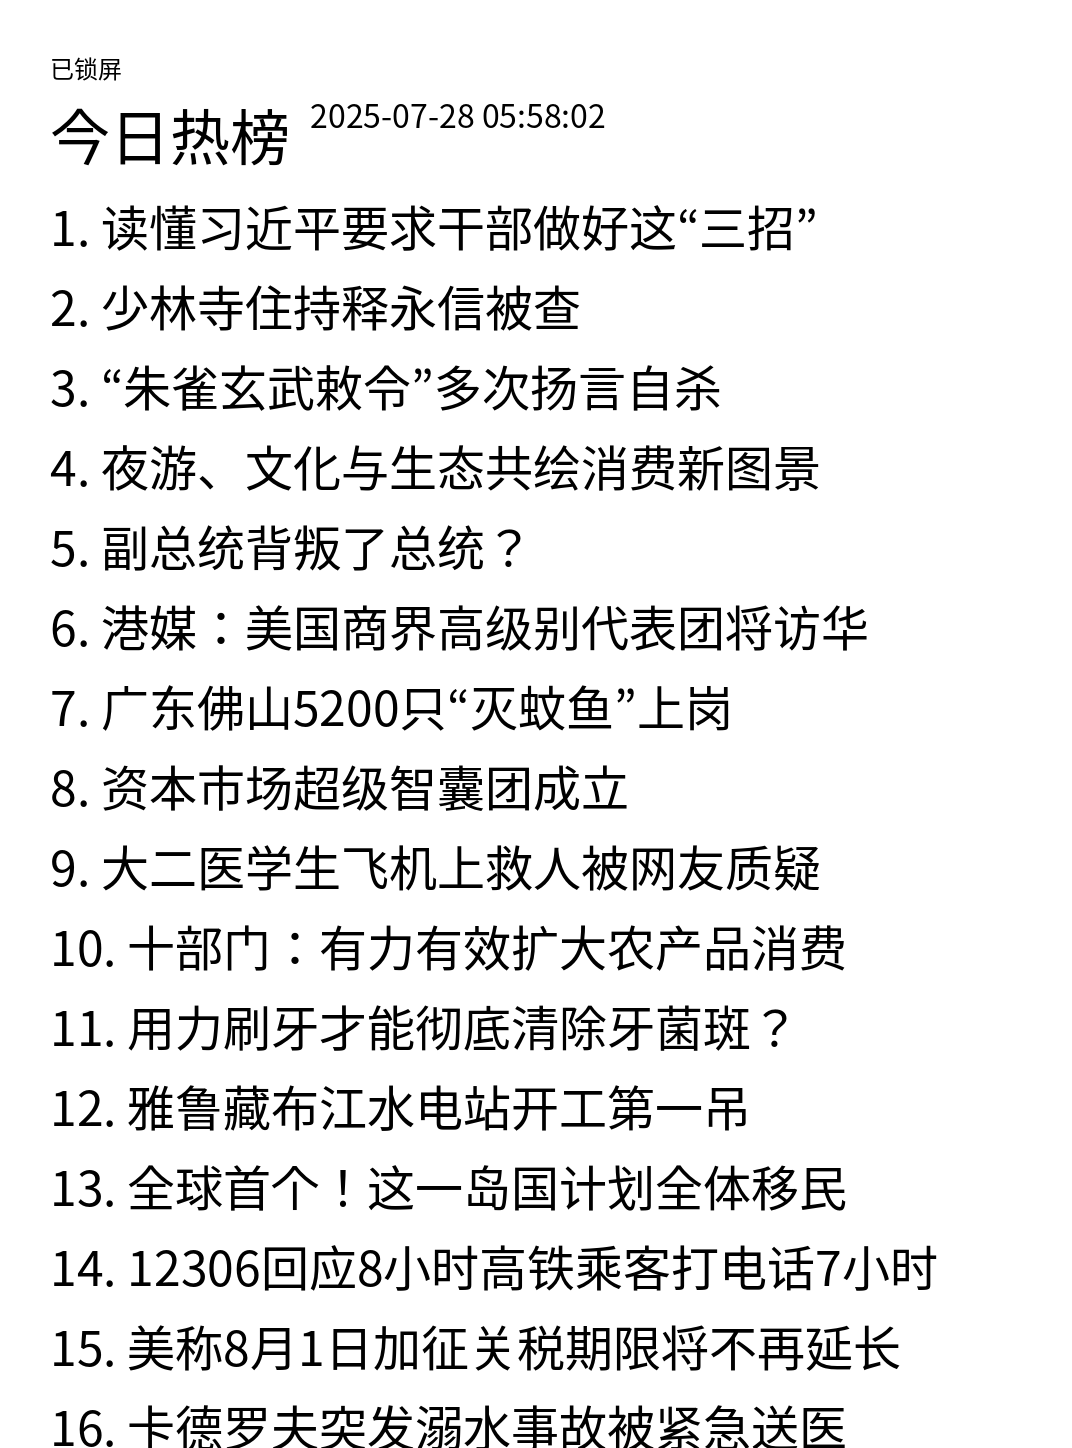 已锁屏
今日热榜 2025-07-28 05:58:02
1. 读懂习近平要求干部做好这“三招”
2. 少林寺住持释永信被查
3. “朱雀玄武敕令”多次扬言自杀
4. 夜游、文化与生态共绘消费新图景
5. 副总统背叛了总统？
6. 港媒：美国商界高级别代表团将访华
7. 广东佛山5200只“灭蚊鱼”上岗
8. 资本市场超级智囊团成立
9. 大二医学生飞机上救人被网友质疑
10. 十部门：有力有效扩大农产品消费
11. 用力刷牙才能彻底清除牙菌斑？
12. 雅鲁藏布江水电站开工第一吊
13. 全球首个！这一岛国计划全体移民
14. 12306回应8小时高铁乘客打电话7小时
15. 美称8月1日加征关税期限将不再延长
16. 卡德罗夫突发溺水事故被紧急送医